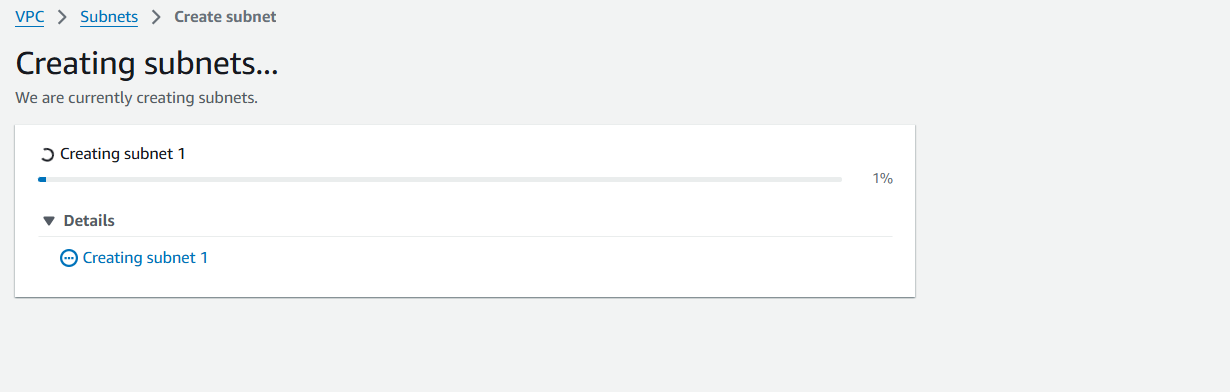 VPC > Subnets > Create subnet
Creating subnets...
We are currently creating subnets.
Creating subnet 1
1%
Details
Creating subnet 1